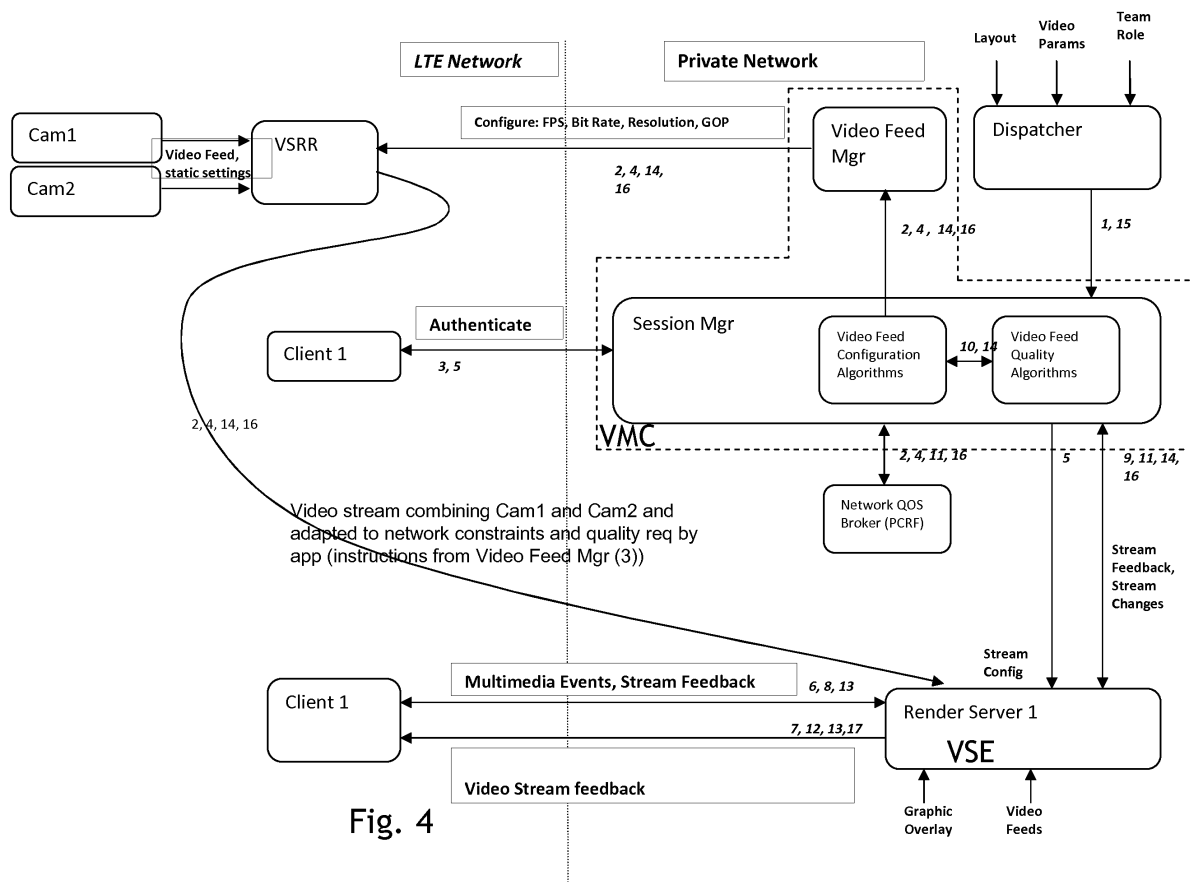 LTE Network
Private Network
Layout
Video
Params
Team
Role
Cam1
Cam2
Video Feed,
static settings
VSRR
Configure: FPS, Bit Rate, Resolution, GOP
2, 4, 14,
16
Video Feed
Mgr
Dispatcher
2, 4 , 14, 16
1, 15
Authenticate
Client 1
3, 5
Session Mgr
Video Feed
Configuration
Algorithms
10, 14
Video Feed
Quality
Algorithms
VMC
2, 4, 14, 16
2, 4, 11, 16
5
9, 11, 14,
16
Network QOS
Broker (PCRF)
Video stream combining Cam1 and Cam2 and
adapted to network constraints and quality req by
app (instructions from Video Feed Mgr (3))
Stream
Feedback,
Stream
Changes
Stream
Config
Multimedia Events, Stream Feedback
6, 8, 13
Client 1
7, 12, 13,17
Render Server 1
VSE
Video Stream feedback
Graphic
Overlay
Video
Feeds
Fig. 4